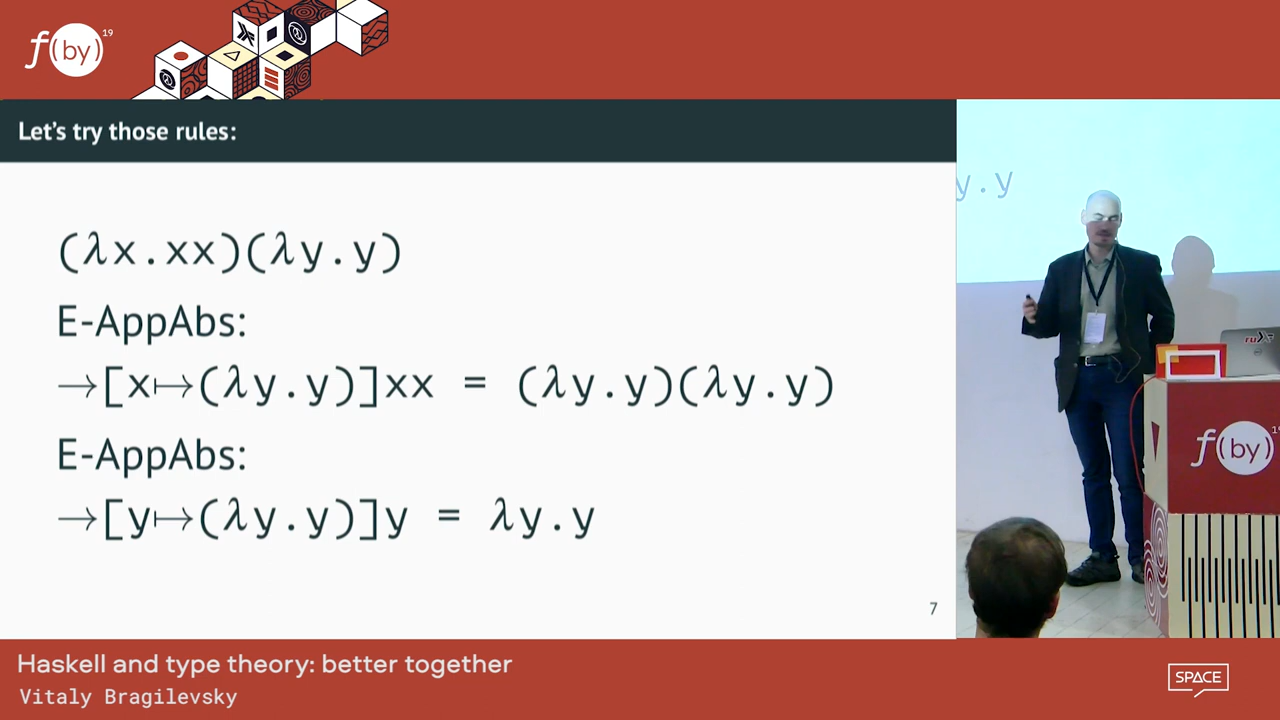 f(by)19
Let's try those rules:
(λx.xx)(λy.y)
E-AppAbs:
→[x↦(λy.y)]xx = (λy.y)(λy.y)
E-AppAbs:
→[y↦(λy.y)]y = λy.y
7
y.y
f(by)
Haskell and type theory: better together
Vitaly Bragilevsky
SPACE